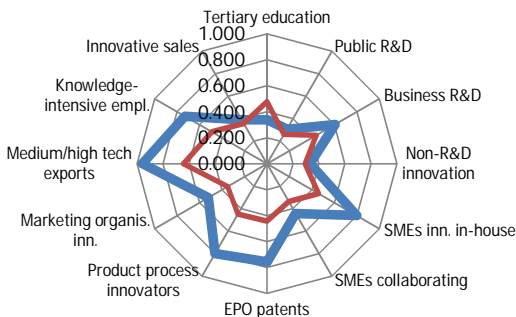 Tertiary education
Public R&D
Business R&D
Non-R&D
innovation
SMEs inn. in-house
SMEs collaborating
EPO patents
Product process
innovators
Marketing organis.
inn.
Medium/high tech
exports
Knowledge-
intensive empl.
Innovative sales
1.000
0.800
0.600
0.400
0.200
0.000